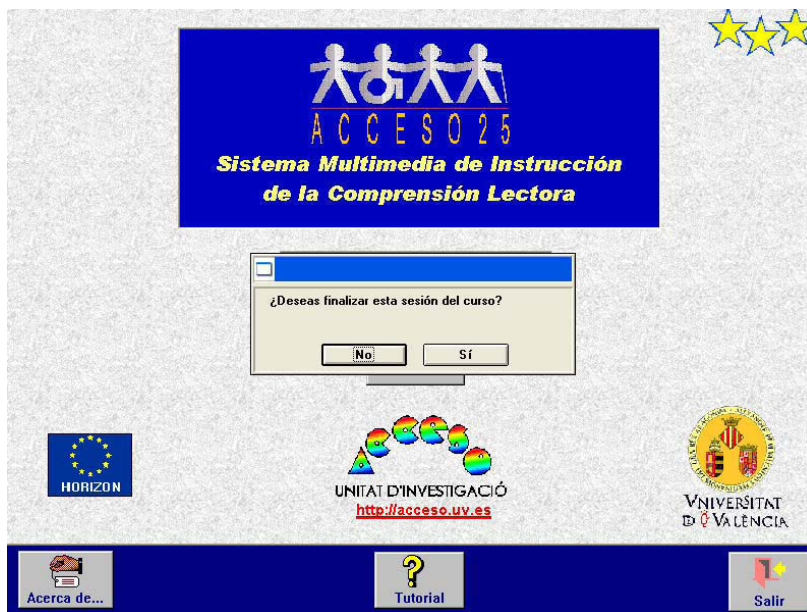 ACCESO25
Sistema Multimedia de Instrucción
de la Comprensión Lectora
¿Deseas finalizar esta sesión del curso?
No
Sí
HORIZON
ACCESO
UNITAT D'INVESTIGACIÓ
http://acceso.uv.es
VNIVERSITAT
D VALÈNCIA
Acerca de...
Tutorial
Salir